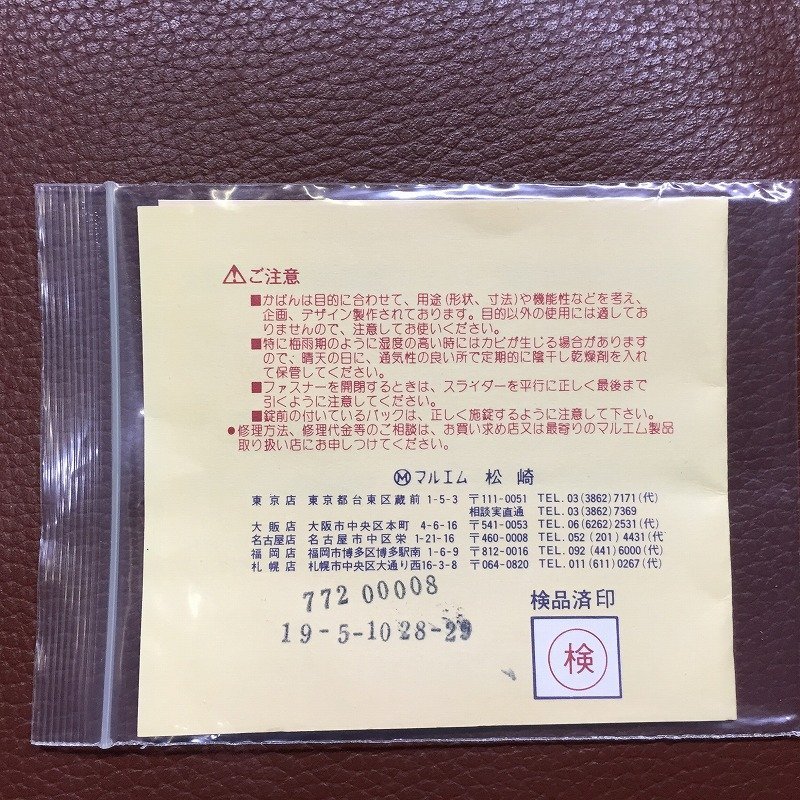 ⚠ご注意
■かばんは目的に合わせて、用途(形状、寸法)や機能性などを考え、
企画、デザイン製作されております。目的以外の使用には適してお
りませんので、注意してお使いください。
■特に梅雨期のように湿度の高い時にはカビが生じる場合があります
ので、晴天の日に、通気性の良い所で定期的に陰干し乾燥剤を入れ
て保管してください。
■ファスナーを開閉するときは、スライダーを平行に正しく最後まで
引くように注意してください。
■錠前の付いているバックは、正しく施錠するように注意して下さい。
●修理方法、修理代金等のご相談は、お買い求め店又は最寄りのマルエム製品
取り扱い店にお申しつけてください。
Ⓜマルエム 松崎
東京店 東京都台東区蔵前 1-5-3 〒111-0051 TEL.03(3862)7171(代)
相談実直通 TEL.03(3862)7369
大販店 大阪市中央区本町 4-6-16 〒541-0053 TEL.06(6262)2531(代)
名古屋店 名古屋市中区栄 1-21-16 〒460-0008 TEL.052(201)4431(代)
福岡店 福岡市博多区博多駅南 1-6-9 〒812-0016 TEL.092(441)6000(代)
札幌店 札幌市中央区大通り西16-3-8 〒064-0820 TEL.011(611)0267(代)
772 00008
19-5-10 28-29
検品済印
検